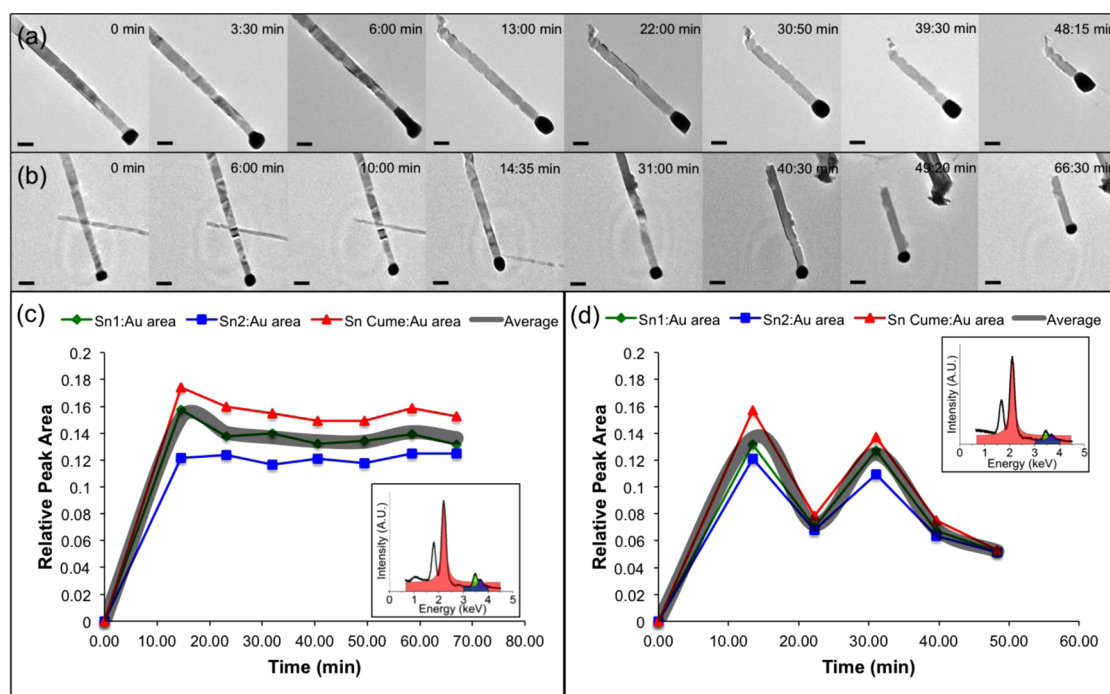 (a)
0 min
3:30 min
6:00 min
13:00 min
22:00 min
30:50 min
39:30 min
48:15 min
(b)
0 min
6:00 min
10:00 min
14:35 min
31:00 min
40:30 min
49:20 min
66:30 min
(c)
Sn1:Au area Sn2:Au area Sn Cume:Au area Average
Relative Peak Area
0.2
0.18
0.16
0.14
0.12
0.1
0.08
0.06
0.04
0.02
0
0.00 10.00 20.00 30.00 40.00 50.00 60.00 70.00 80.00
Time (min)
Intensity (A.U.)
1 2 3 4 5
Energy (keV)
(d)
Sn1:Au area Sn2:Au area Sn Cume:Au area Average
Relative Peak Area
0.2
0.18
0.16
0.14
0.12
0.1
0.08
0.06
0.04
0.02
0
0.00 10.00 20.00 30.00 40.00 50.00 60.00
Time (min)
Intensity (A.U.)
0 1 2 3 4 5
Energy (keV)